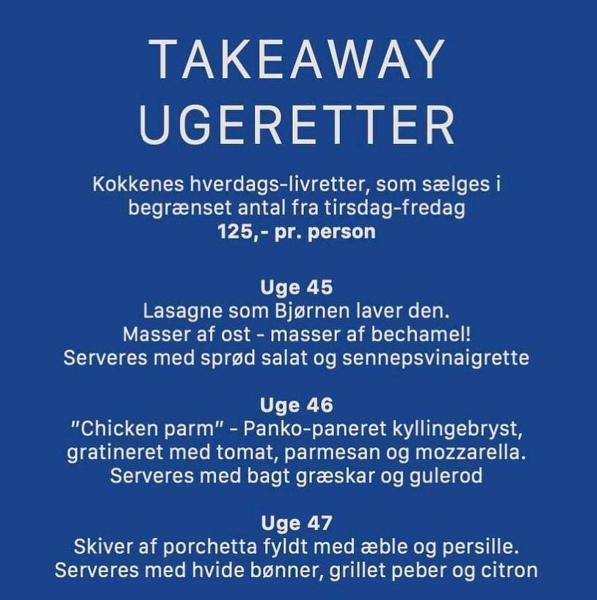 TAKEAWAY
UGERETTER
Kokkenes hverdags-livretter, som sælges i
begrænset antal fra tirsdag-fredag
125,- pr. person
Uge 45
Lasagne som Bjørnen laver den.
Masser af ost - masser af bechamel!
Serveres med sprød salat og sennepsvinaigrette
Uge 46
"Chicken parm" - Panko-paneret kyllingebryst,
gratineret med tomat, parmesan og mozzarella.
Serveres med bagt græskar og gulerod
Uge 47
Skiver af porchetta fyldt med æble og persille.
Serveres med hvide bønner, grillet peber og citron